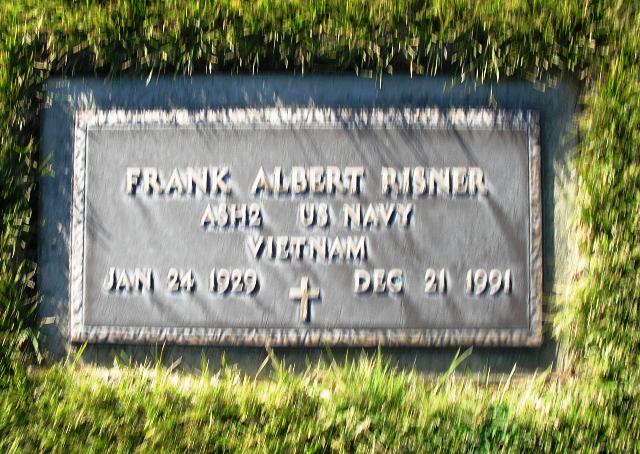 FRANK ALBERT RISNER
ASH2 US NAVY
VIETNAM
JAN 24 1929 DEC 21 1991